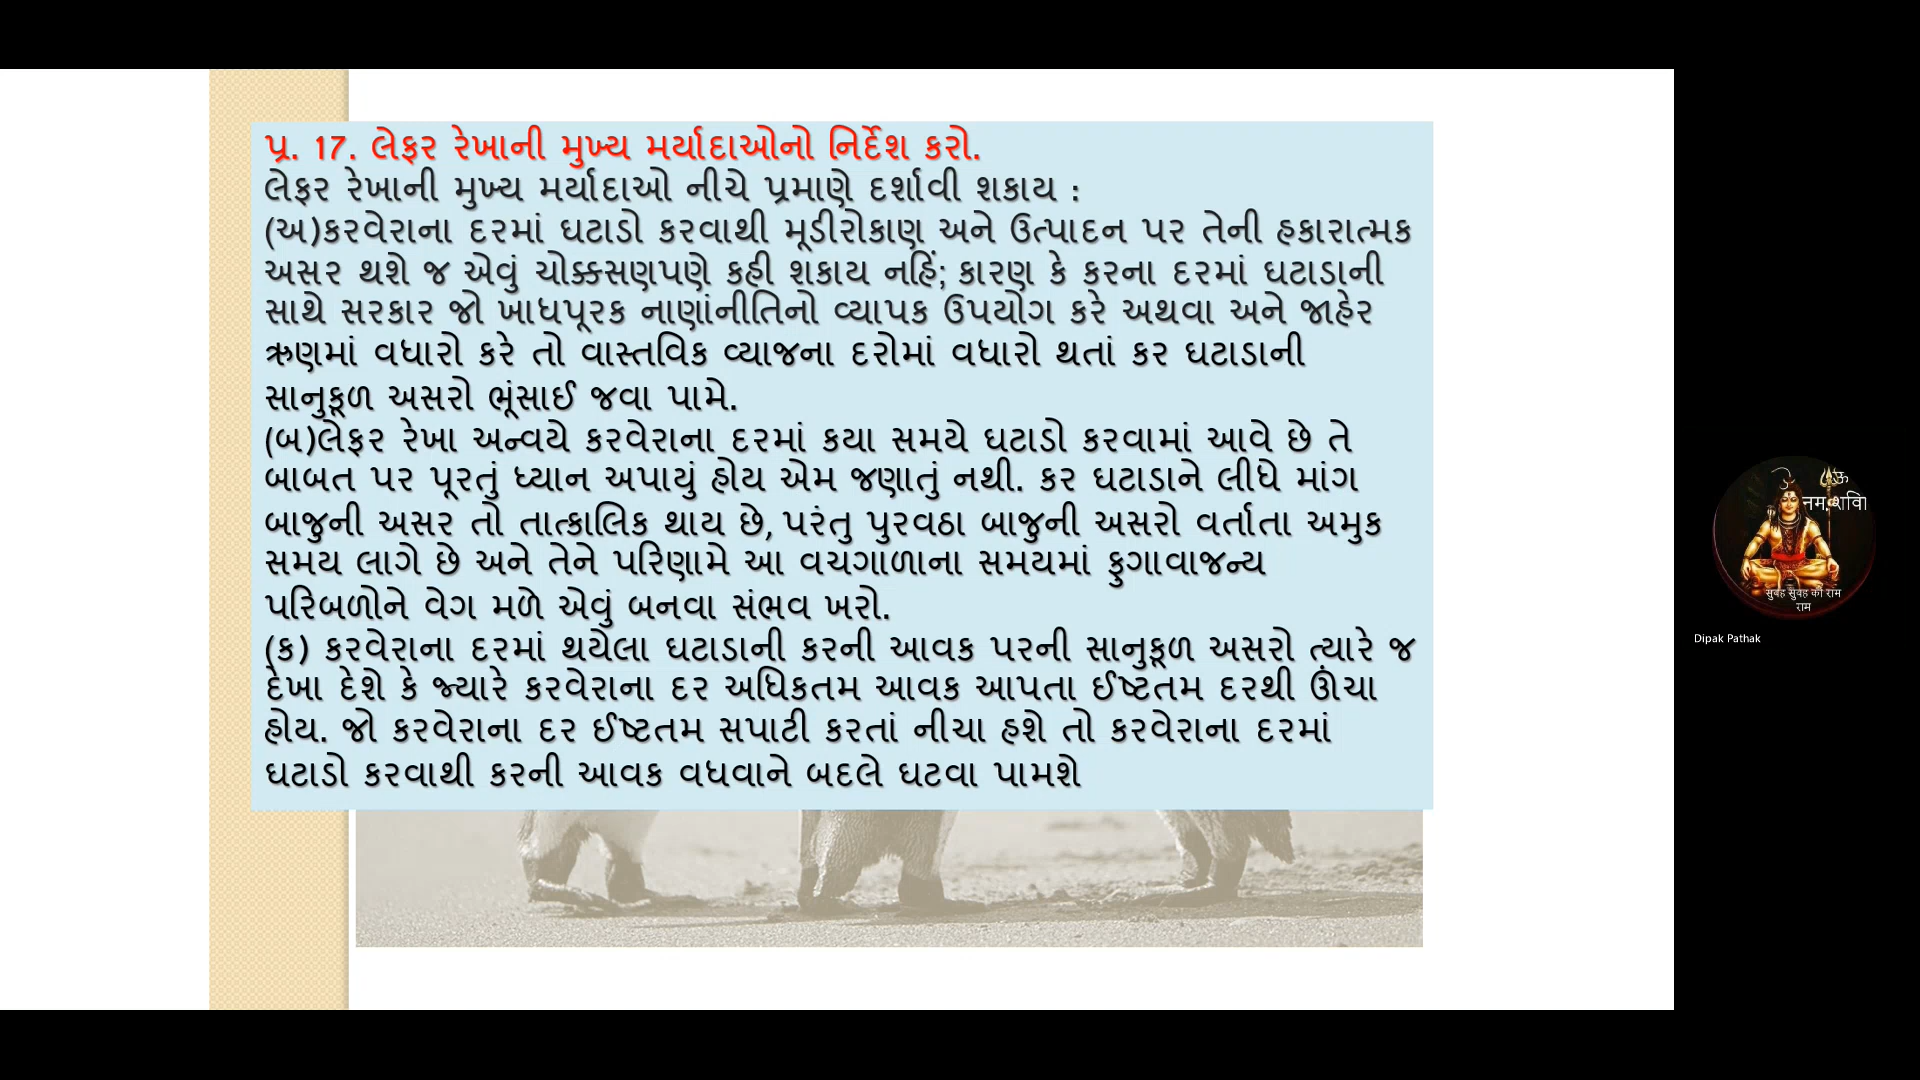 પ્ર. 17. લેફર રેખાની મુખ્ય મર્યાદાઓનો નિર્દેશ કરો.
લેફર રેખાની મુખ્ય મર્યાદાઓ નીચે પ્રમાણે દર્શાવી શકાય :
(અ)કરવેરાના દરમાં ઘટાડો કરવાથી મૂડીરોકાણ અને ઉત્પાદન પર તેની હકારાત્મક
અસર થશે જ એવું ચોક્કસણપણે કહી શકાય નહિં; કારણ કે કરના દરમાં ઘટાડાની
સાથે સરકાર જો ખાધપૂરક નાણાંનીતિનો વ્યાપક ઉપયોગ કરે અથવા અને જાહેર
ઋણમાં વધારો કરે તો વાસ્તવિક વ્યાજના દરોમાં વધારો થતાં કર ઘટાડાની
સાનુકૂળ અસરો ભૂંસાઈ જવા પામે.
(બ)લેફર રેખા અન્વયે કરવેરાના દરમાં કયા સમયે ઘટાડો કરવામાં આવે છે તે
બાબત પર પૂરતું ધ્યાન અપાયું હોય એમ જણાતું નથી. કર ઘટાડાને લીધે માંગ
બાજુની અસર તો તાત્કાલિક થાય છે, પરંતુ પુરવઠા બાજુની અસરો વર્તાતા અમુક
સમય લાગે છે અને તેને પરિણામે આ વચગાળાના સમયમાં ફુગાવાજન્ય
પરિબળોને વેગ મળે એવું બનવા સંભવ ખરો.
(ક) કરવેરાના દરમાં થયેલા ઘટાડાની કરની આવક પરની સાનુકૂળ અસરો ત્યારે જ
દેખા દેશે કે જ્યારે કરવેરાના દર અધિકતમ આવક આપતા ઈષ્ટતમ દરથી ઊંચા
હોય. જો કરવેરાના દર ઈષ્ટતમ સપાટી કરતાં નીચા હશે તો કરવેરાના દરમાં
ઘટાડો કરવાથી કરની આવક વધવાને બદલે ઘટવા પામશે
ॐ
नम: शिवा
सुबह सुबह की राम
राम
Dipak Pathak